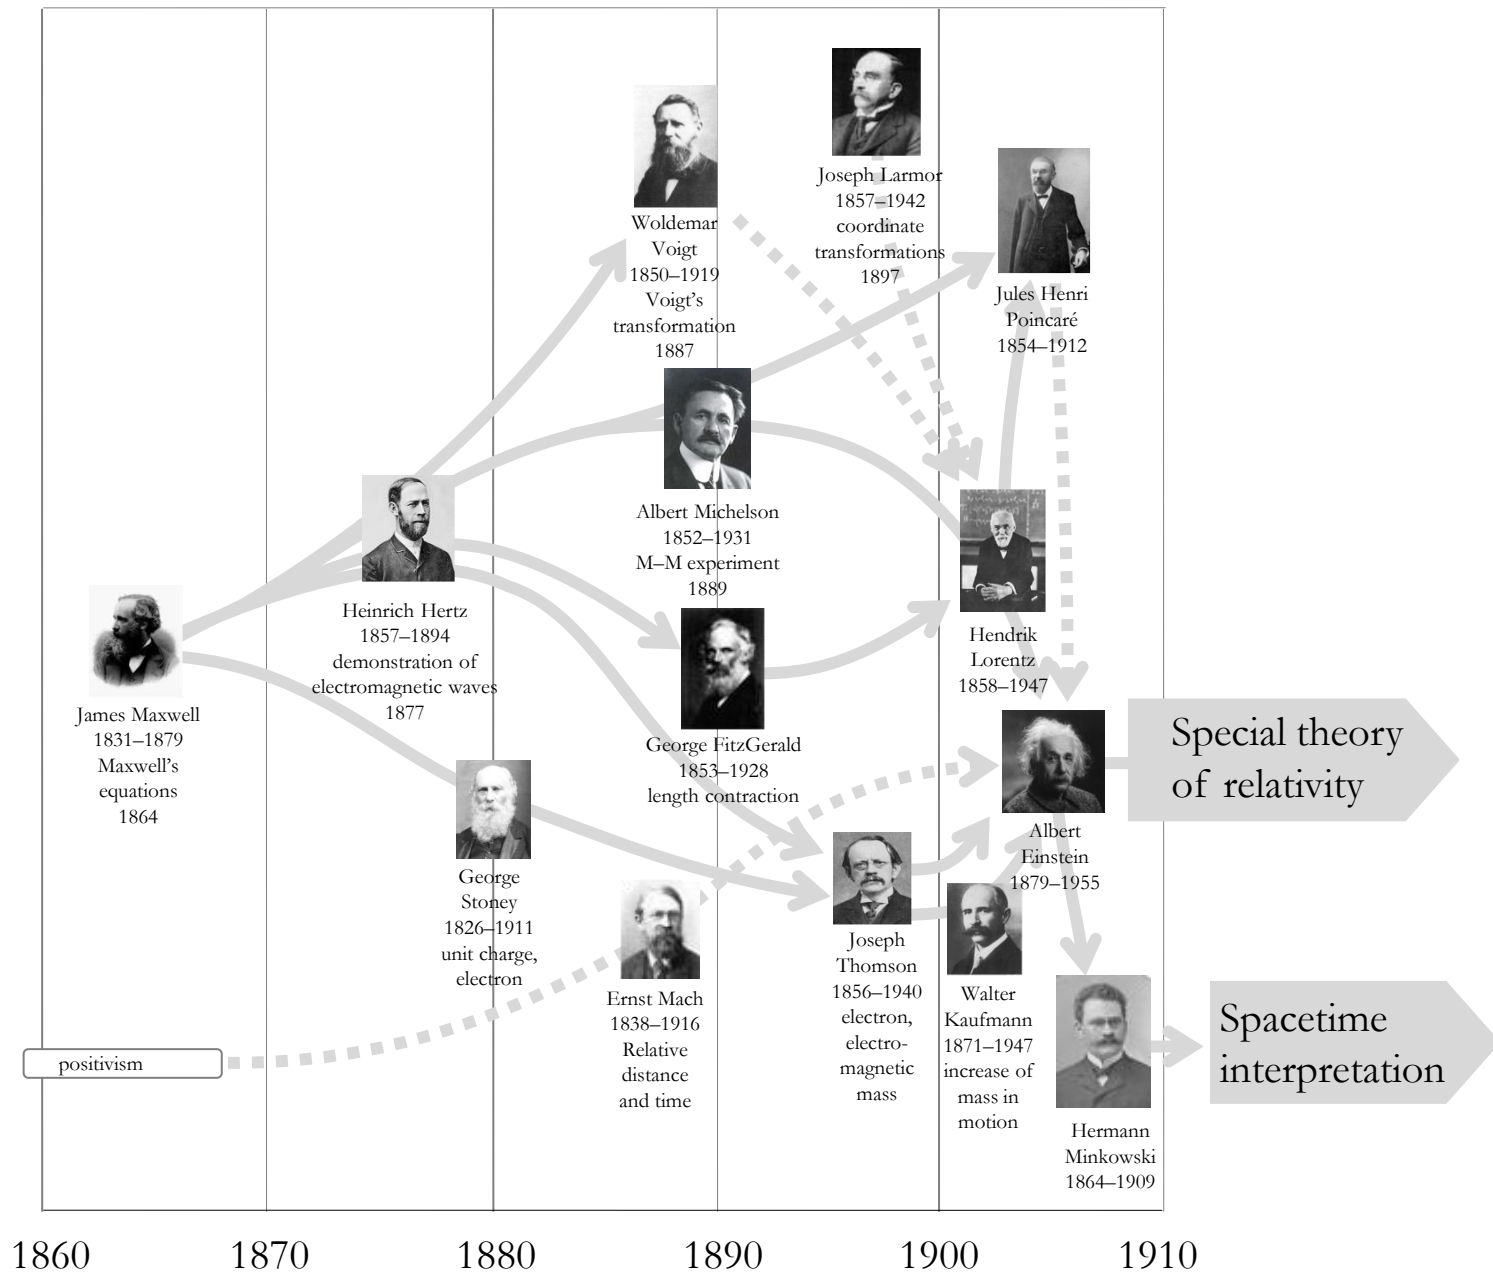 Joseph Larmor
1857–1942
coordinate
transformations
1897
Woldemar
Voigt
1850–1919
Voigt's
transformation
1887
Jules Henri
Poincaré
1854–1912
Albert Michelson
1852–1931
M–M experiment
1889
Heinrich Hertz
1857–1894
demonstration of
electromagnetic waves
1877
Hendrik
Lorentz
1858–1947
James Maxwell
1831–1879
Maxwell's
equations
1864
George FitzGerald
1853–1928
length contraction
Special theory
of relativity
Albert
Einstein
1879–1955
George
Stoney
1826–1911
unit charge,
electron
Joseph
Thomson
1856–1940
electron,
electro-
magnetic
mass
Ernst Mach
1838–1916
Relative
distance
and time
Walter
Kaufmann
1871–1947
increase of
mass in
motion
Spacetime
interpretation
positivism
Hermann
Minkowski
1864–1909
1860
1870
1880
1890
1900
1910